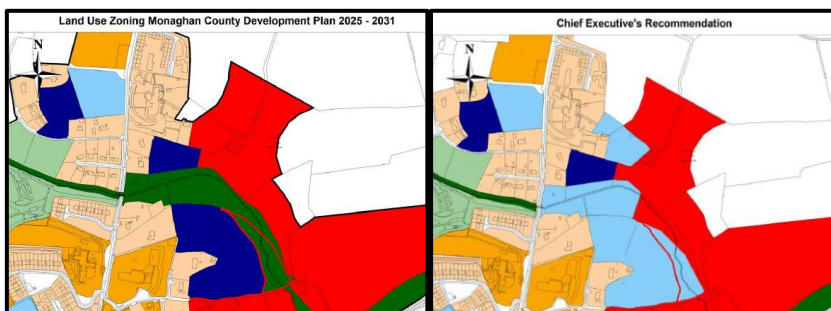 Land Use Zoning Monaghan County Development Plan 2025 - 2031
N
Chief Executive's Recommendation
N